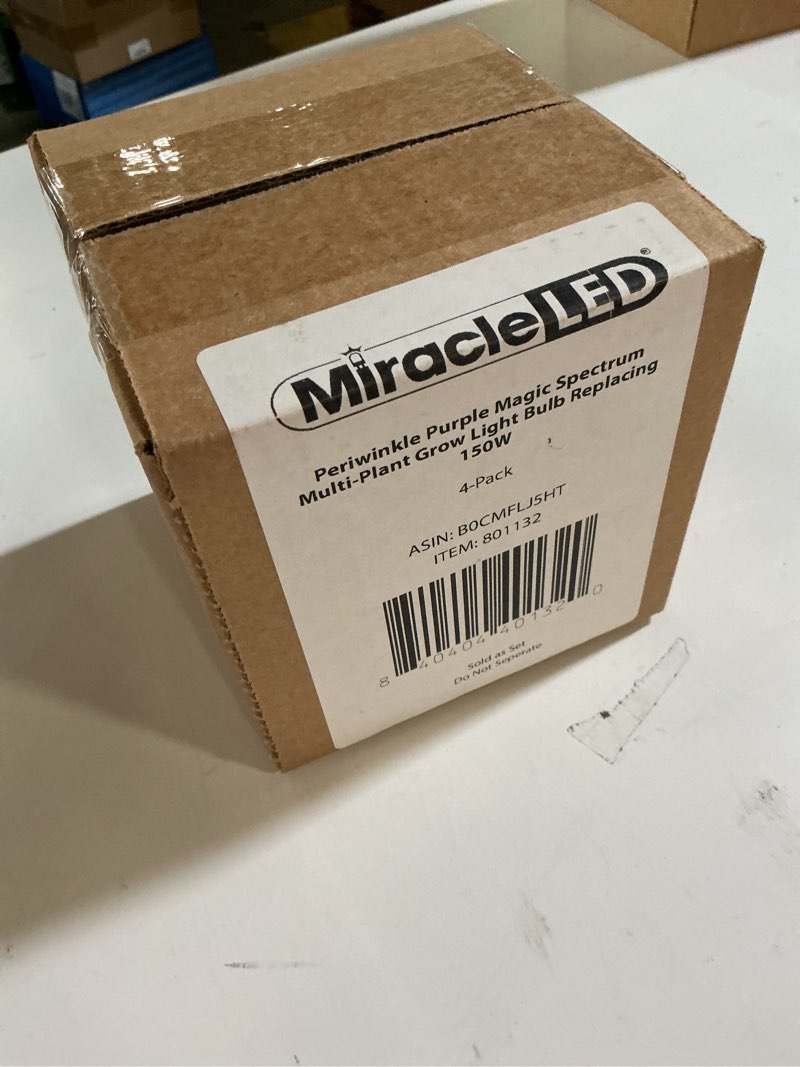 MiracleLED®
Periwinkle Purple Magic Spectrum
Multi-Plant Grow Light Bulb Replacing
150W
4-Pack
ASIN: B0CMFLJ5HT
ITEM: 801132
8 40404 40132 0
Sold as Set
Do Not Seperate